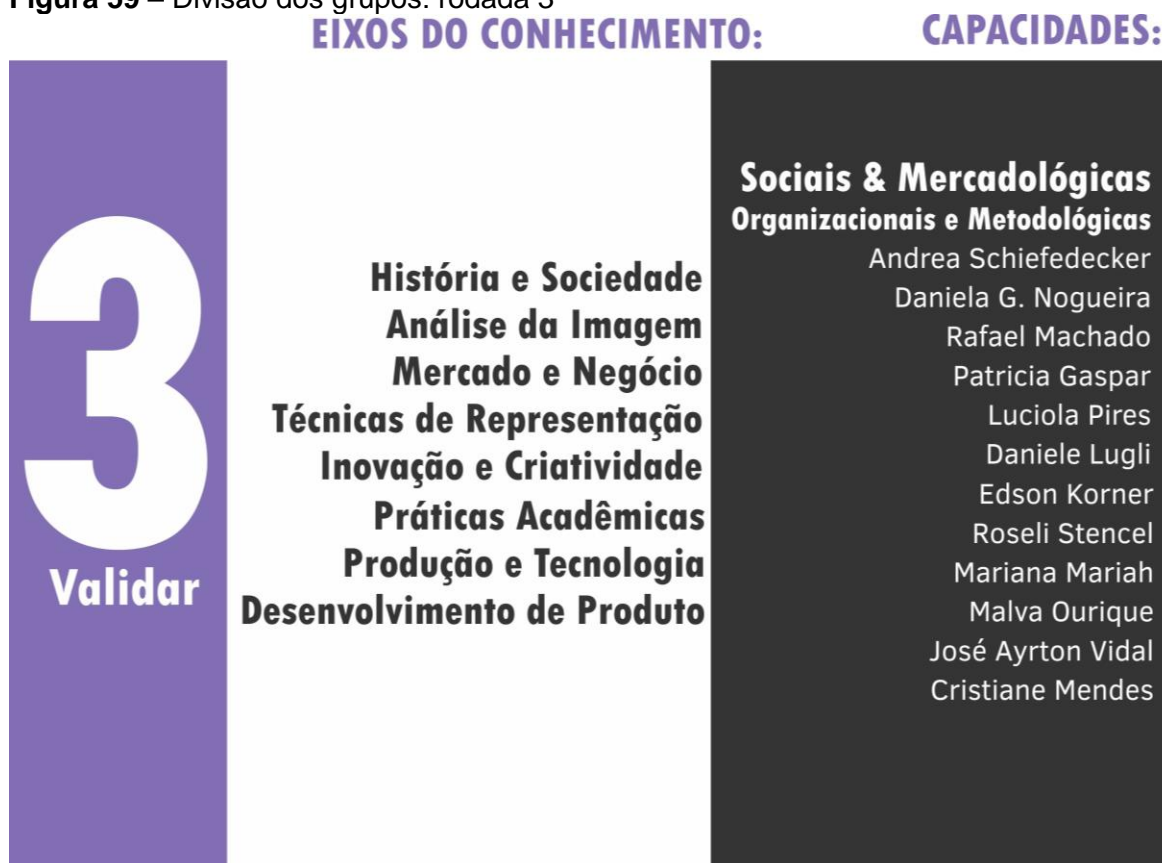 Figura 59 – Divisão dos grupos: rodada 3
EIXOS DO CONHECIMENTO:
CAPACIDADES:
3
Validar
História e Sociedade
Análise da Imagem
Mercado e Negócio
Técnicas de Representação
Inovação e Criatividade
Práticas Acadêmicas
Produção e Tecnologia
Desenvolvimento de Produto
Sociais & Mercadológicas
Organizacionais e Metodológicas
Andrea Schiefedecker
Daniela G. Nogueira
Rafael Machado
Patricia Gaspar
Luciola Pires
Daniele Lugli
Edson Korner
Roseli Stencel
Mariana Mariah
Malva Ourique
José Ayrton Vidal
Cristiane Mendes